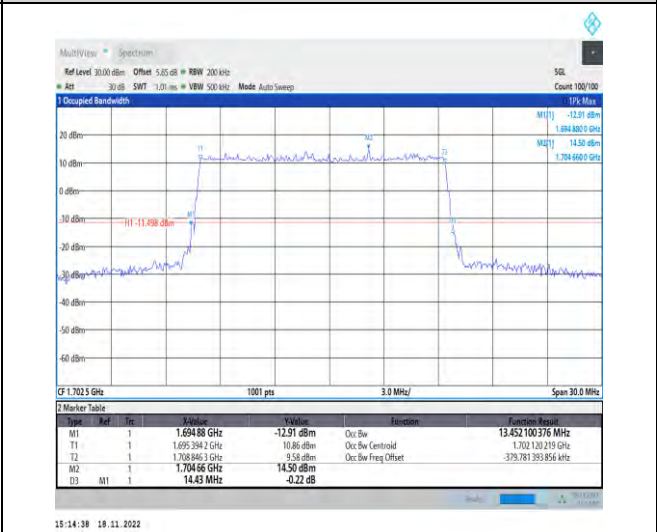 MultiView Spectrum
Ref Level 30.00 dBm Offset 5.85 dB RBW 200 kHz SGL
Att 30 dB SWT 1.01 ms VBW 500 kHz Mode Auto Sweep Count 100/100
1 Occupied Bandwidth 1Pk Max
M1[1] -12.91 dBm
1.694 880 0 GHz
M2[1] 14.50 dBm
1.704 660 0 GHz
20 dBm
M2
T1 T2
10 dBm
0 dBm
-10 dBm
M1
H1 -11.498 dBm
-20 dBm
-30 dBm
-40 dBm
-50 dBm
-60 dBm
CF 1.702 5 GHz 1001 pts 3.0 MHz/ Span 30.0 MHz
2 Marker Table
Type Ref Trc X-Value Y-Value Function Function Result
M1 1 1.694 88 GHz -12.91 dBm Occ Bw 13.452 100 376 MHz
T1 1 1.695 394 2 GHz 10.86 dBm Occ Bw Centroid 1.702 120 219 GHz
T2 1 1.708 846 3 GHz 9.58 dBm Occ Bw Freq Offset -379.781 393 856 kHz
M2 1 1.704 66 GHz 14.50 dBm
D3 M1 1 14.43 MHz -0.22 dB
15:14:38 18.11.2022